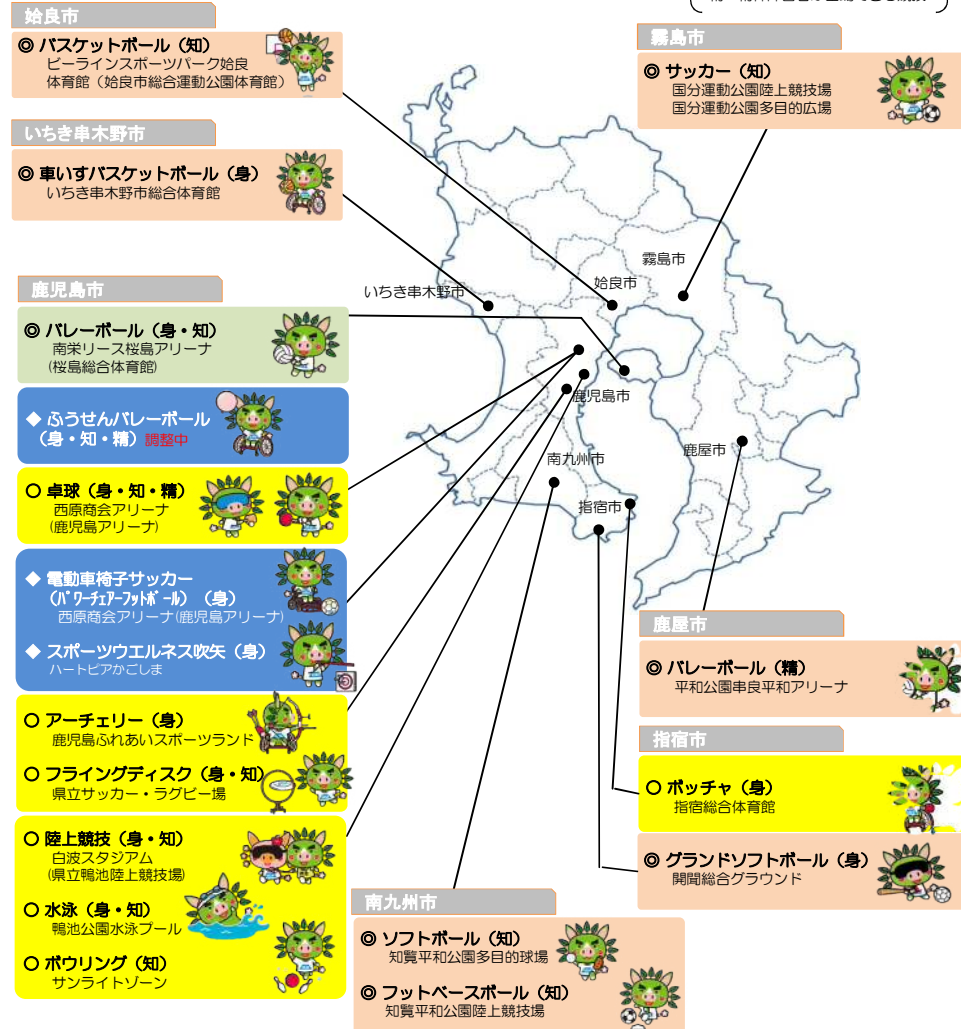 姶良市
◎ バスケットボール（知）
ビーラインスポーツパーク姶良
体育館（姶良市総合運動公園体育館）
いちき串木野市
◎ 車いすバスケットボール（身）
いちき串木野市総合体育館
霧島市
◎ サッカー（知）
国分運動公園陸上競技場
国分運動公園多目的広場
霧島市
姶良市
いちき串木野市
鹿児島市
鹿屋市
南九州市
指宿市
鹿児島市
◎ バレーボール（身・知）
南栄リース桜島アリーナ
(桜島総合体育館)
◆ ふうせんバレーボール
（身・知・精）調整中
○ 卓球（身・知・精）
西原商会アリーナ
(鹿児島アリーナ)
◆ 電動車椅子サッカー
（ﾊﾟﾜｰﾁｪｱｰﾌｯﾄﾎﾞｰﾙ）（身）
西原商会アリーナ(鹿児島アリーナ)
◆ スポーツウエルネス吹矢（身）
ハートピアかごしま
○ アーチェリー（身）
鹿児島ふれあいスポーツランド
○ フライングディスク（身・知）
県立サッカー・ラグビー場
○ 陸上競技（身・知）
白波スタジアム
(県立鴨池陸上競技場)
○ 水泳（身・知）
鴨池公園水泳プール
○ ボウリング（知）
サンライトゾーン
南九州市
◎ ソフトボール（知）
知覧平和公園多目的球場
◎ フットベースボール（知）
知覧平和公園陸上競技場
鹿屋市
◎ バレーボール（精）
平和公園串良平和アリーナ
指宿市
○ ボッチャ（身）
指宿総合体育館
◎ グランドソフトボール（身）
開聞総合グラウンド